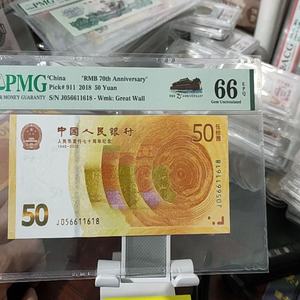 PMG
China "RMB 70th Anniversary"
Pick# 911 2018 50 Yuan
S/N J056611618 - Wmk: Great Wall
66 EPQ
Gem Uncirculated
中国人民银行
人民币发行七十周年纪念
1948-2018
50
50
J056611618
J056611618